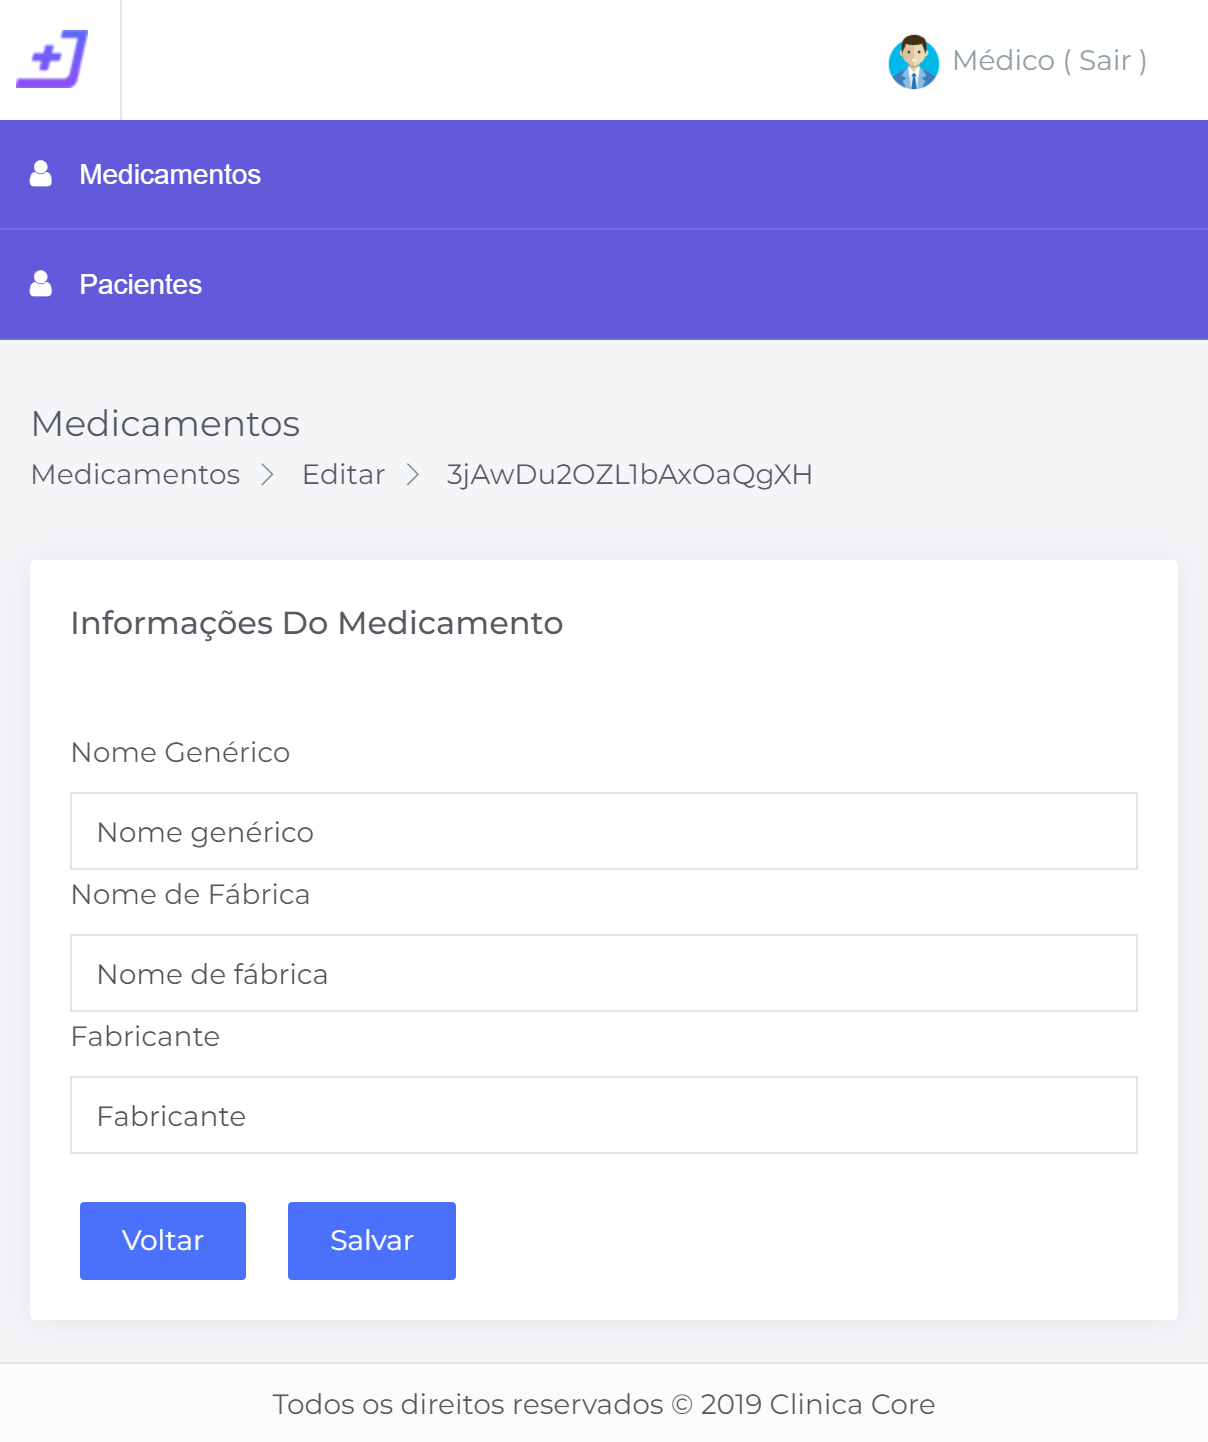 Médico ( Sair )
Medicamentos
Pacientes
Medicamentos
Medicamentos Editar 3jAwDu2OZL1bAxOaQgXH
Informações Do Medicamento
Nome Genérico
Nome genérico
Nome de Fábrica
Nome de fábrica
Fabricante
Fabricante
Voltar Salvar
Todos os direitos reservados © 2019 Clinica Core